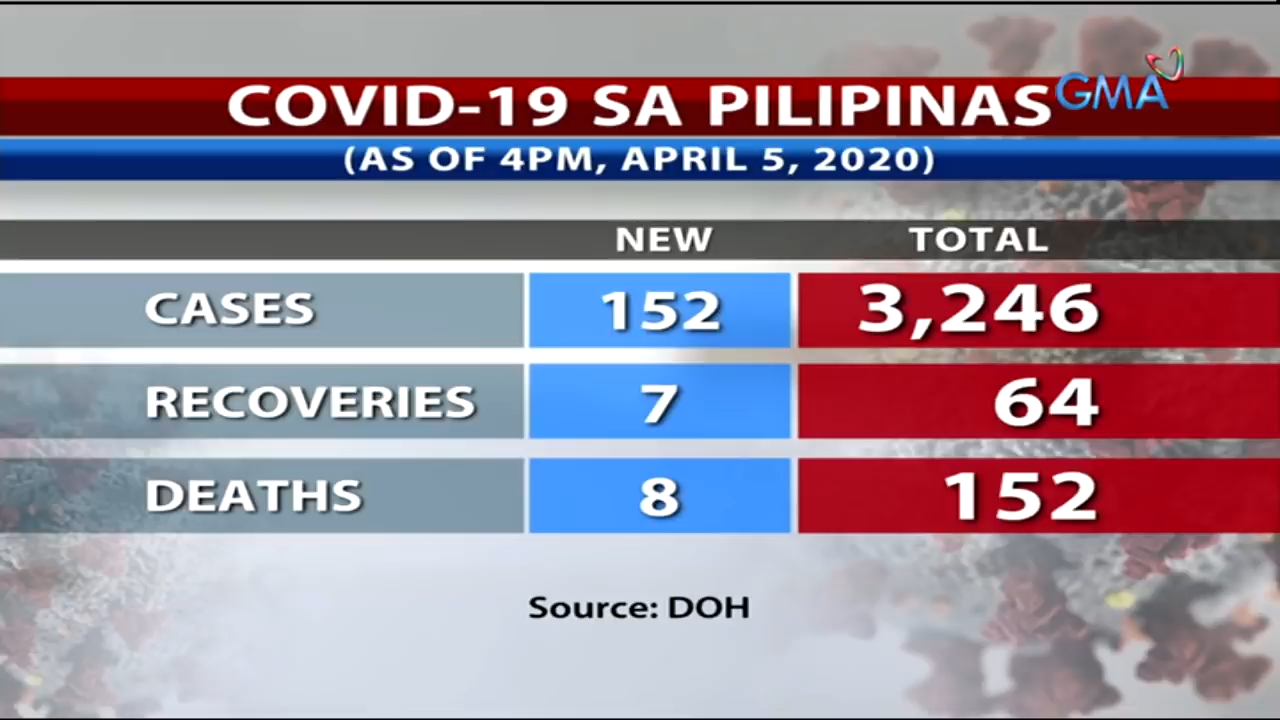 COVID-19 SA PILIPINAS
GMA
(AS OF 4PM, APRIL 5, 2020)
NEW TOTAL
CASES 152 3,246
RECOVERIES 7 64
DEATHS 8 152
Source: DOH